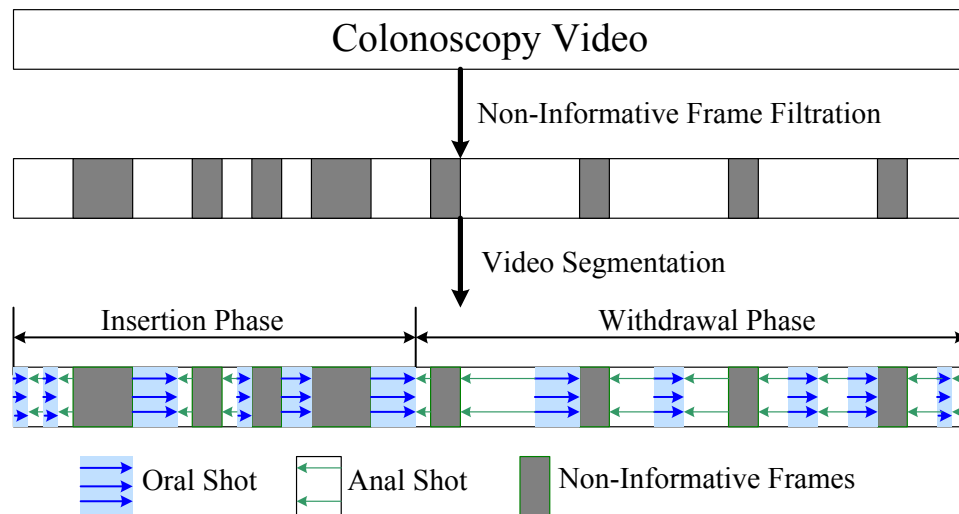 Colonoscopy Video
Non-Informative Frame Filtration
Video Segmentation
Insertion Phase
Withdrawal Phase
Oral Shot
Anal Shot
Non-Informative Frames